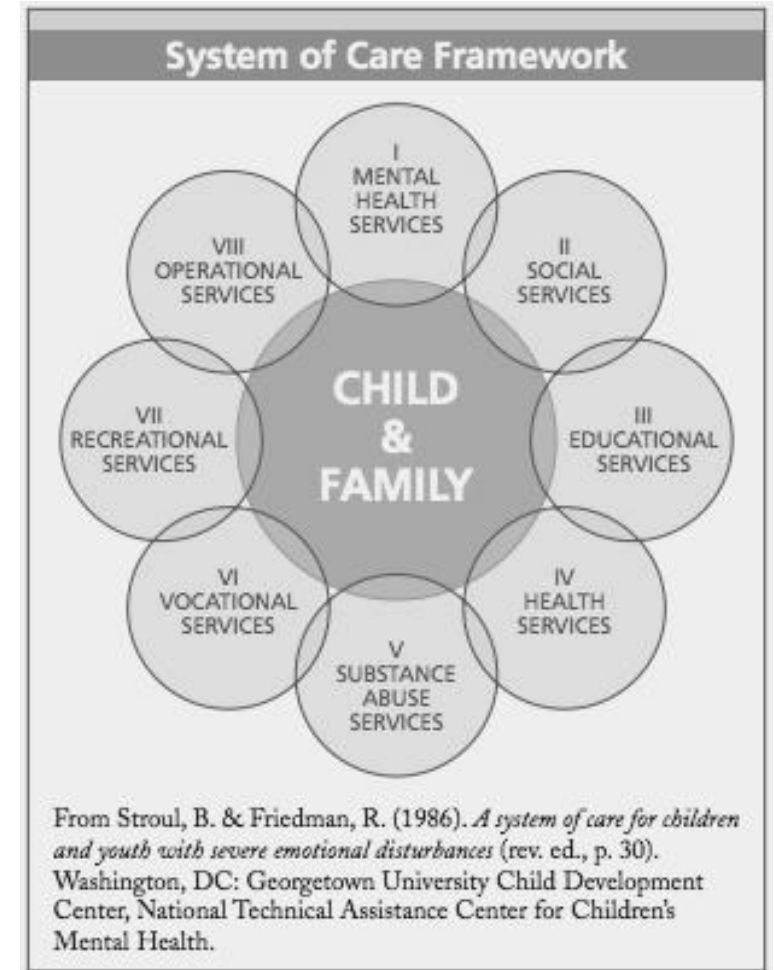 System of Care Framework
I
MENTAL
HEALTH
SERVICES
II
SOCIAL
SERVICES
III
EDUCATIONAL
SERVICES
IV
HEALTH
SERVICES
V
SUBSTANCE
ABUSE
SERVICES
VI
VOCATIONAL
SERVICES
VII
RECREATIONAL
SERVICES
VIII
OPERATIONAL
SERVICES
CHILD
&
FAMILY
From Stroul, B. & Friedman, R. (1986). A system of care for children
and youth with severe emotional disturbances (rev. ed., p. 30).
Washington, DC: Georgetown University Child Development
Center, National Technical Assistance Center for Children's
Mental Health.